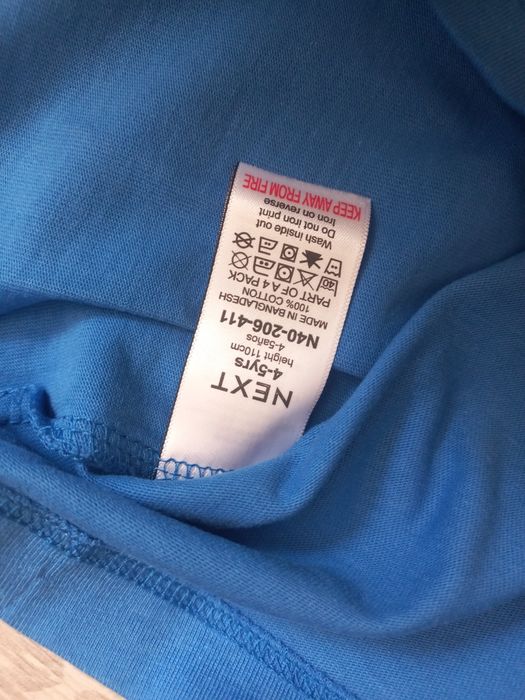 NEXT
4-5yrs
height 110cm
4-5años
N40-206-411
MADE IN BANGLADESH
100% COTTON
PART OF A 4 PACK
40
Wash inside out
Do not iron print
Iron on reverse
KEEP AWAY FROM FIRE